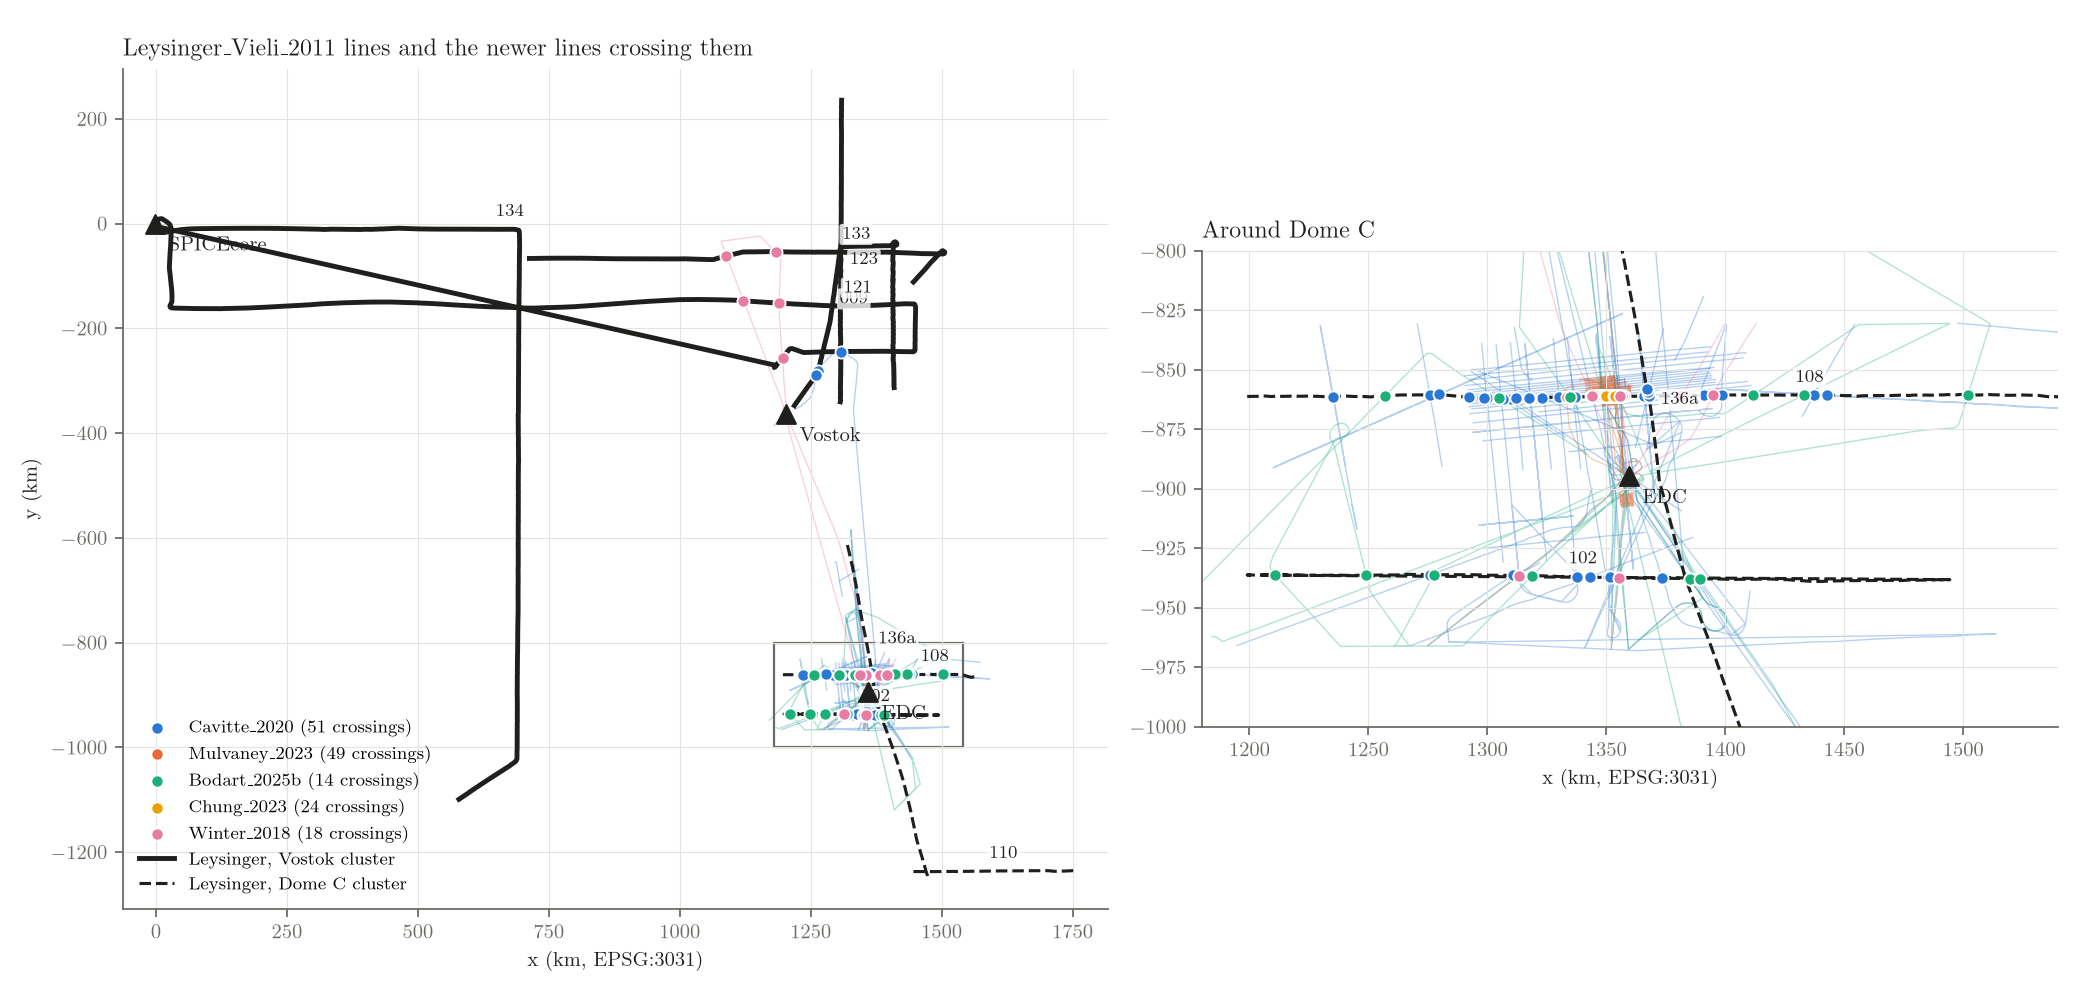 Leysinger_Vieli_2011 lines and the newer lines crossing them
200
0
−200
−400
−600
−800
−1000
−1200
y (km)
0
250
500
750
1000
1250
1500
1750
x (km, EPSG:3031)
134
133
123
121
009
SPICEcore
Vostok
136a
108
102
EDC
110
Cavitte_2020 (51 crossings)
Mulvaney_2023 (49 crossings)
Bodart_2025b (14 crossings)
Chung_2023 (24 crossings)
Winter_2018 (18 crossings)
Leysinger, Vostok cluster
Leysinger, Dome C cluster
Around Dome C
−800
−825
−850
−875
−900
−925
−950
−975
−1000
108
136a
EDC
102
1200
1250
1300
1350
1400
1450
1500
x (km, EPSG:3031)